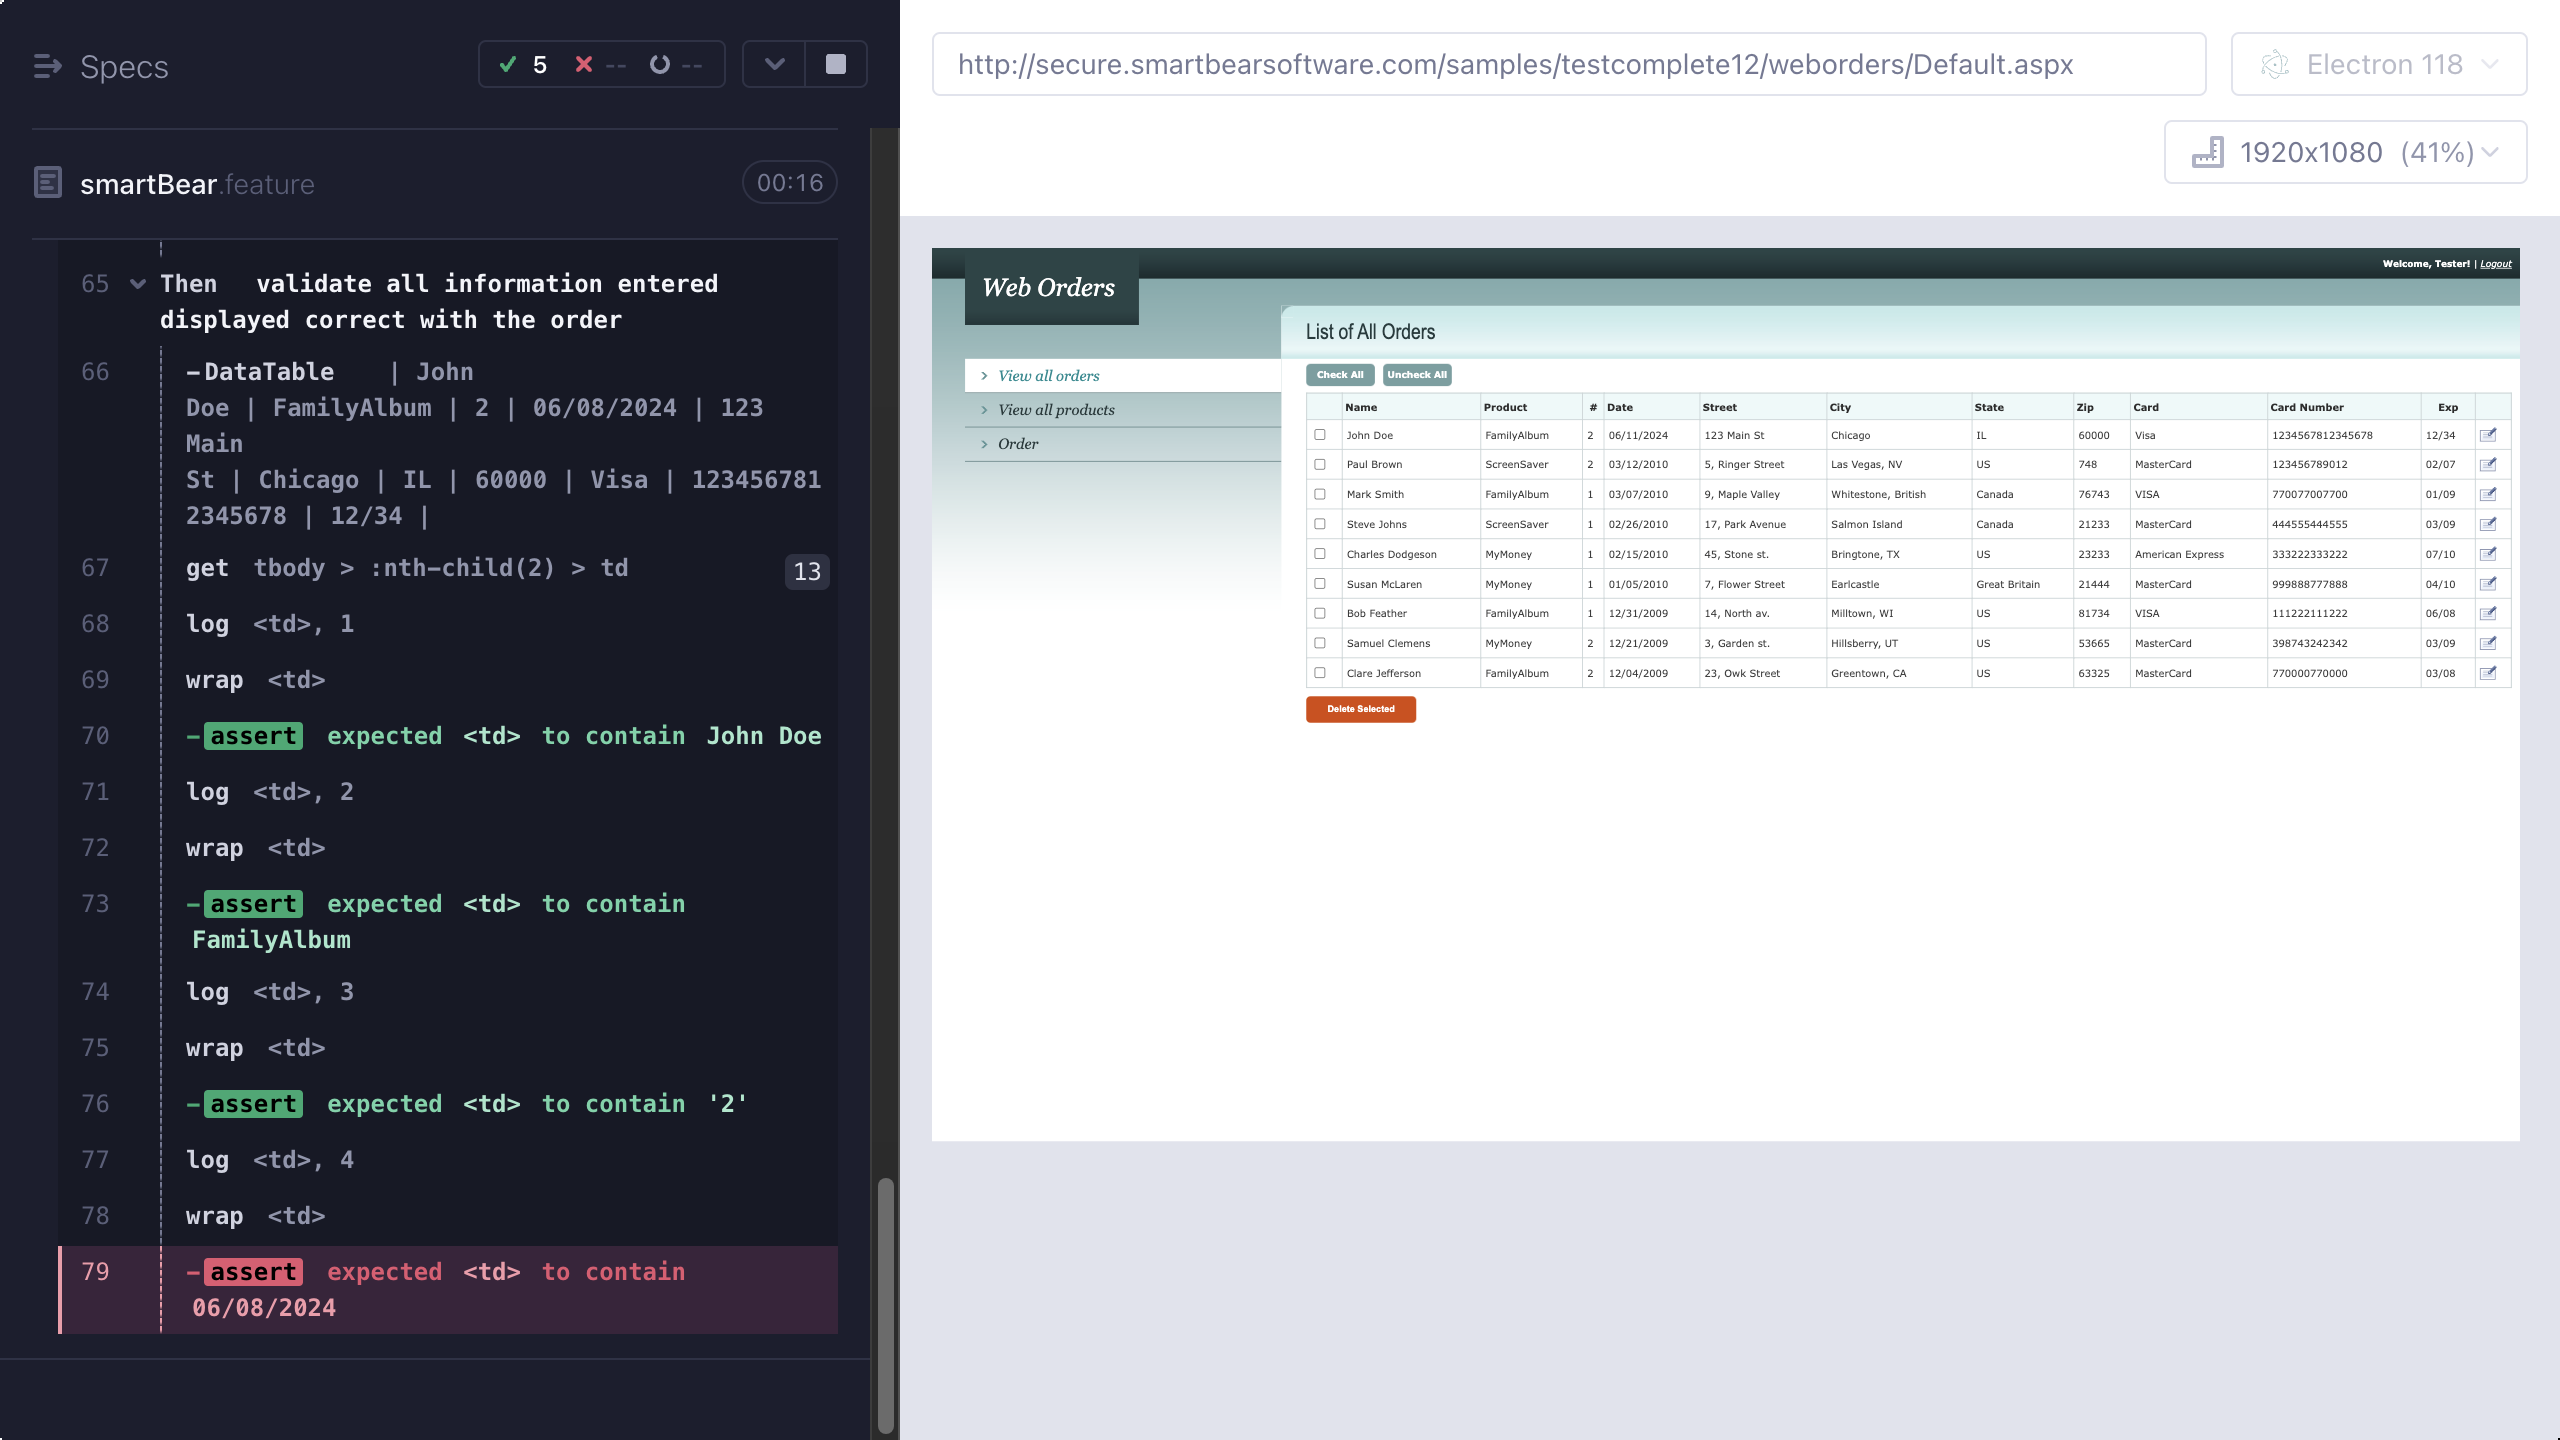 Specs
5 -- --
smartBear.feature
00:16
65 Then validate all information entered
displayed correct with the order
66 -DataTable | John
Doe | FamilyAlbum | 2 | 06/08/2024 | 123
Main
St | Chicago | IL | 60000 | Visa | 123456781
2345678 | 12/34 |
67 get tbody > :nth-child(2) > td 13
68 log <td>, 1
69 wrap <td>
70 -assert expected <td> to contain John Doe
71 log <td>, 2
72 wrap <td>
73 -assert expected <td> to contain
FamilyAlbum
74 log <td>, 3
75 wrap <td>
76 -assert expected <td> to contain '2'
77 log <td>, 4
78 wrap <td>
79 -assert expected <td> to contain
06/08/2024
http://secure.smartbearsoftware.com/samples/testcomplete12/weborders/Default.aspx
Electron 118
1920x1080 (41%)
Welcome, Tester! | Logout
Web Orders
View all orders
View all products
Order
List of All Orders
Check All Uncheck All
Name Product # Date Street City State Zip Card Card Number Exp
John Doe FamilyAlbum 2 06/11/2024 123 Main St Chicago IL 60000 Visa 1234567812345678 12/34
Paul Brown ScreenSaver 2 03/12/2010 5, Ringer Street Las Vegas, NV US 748 MasterCard 123456789012 02/07
Mark Smith FamilyAlbum 1 03/07/2010 9, Maple Valley Whitestone, British Canada 76743 VISA 770077007700 01/09
Steve Johns ScreenSaver 1 02/26/2010 17, Park Avenue Salmon Island Canada 21233 MasterCard 444555444555 03/09
Charles Dodgeson MyMoney 1 02/15/2010 45, Stone st. Bringtone, TX US 23233 American Express 333222333222 07/10
Susan McLaren MyMoney 1 01/05/2010 7, Flower Street Earlcastle Great Britain 21444 MasterCard 999888777888 04/10
Bob Feather FamilyAlbum 1 12/31/2009 14, North av. Milltown, WI US 81734 VISA 111222111222 06/08
Samuel Clemens MyMoney 2 12/21/2009 3, Garden st. Hillsberry, UT US 53665 MasterCard 398743242342 03/09
Clare Jefferson FamilyAlbum 2 12/04/2009 23, Owk Street Greentown, CA US 63325 MasterCard 770000770000 03/08
Delete Selected